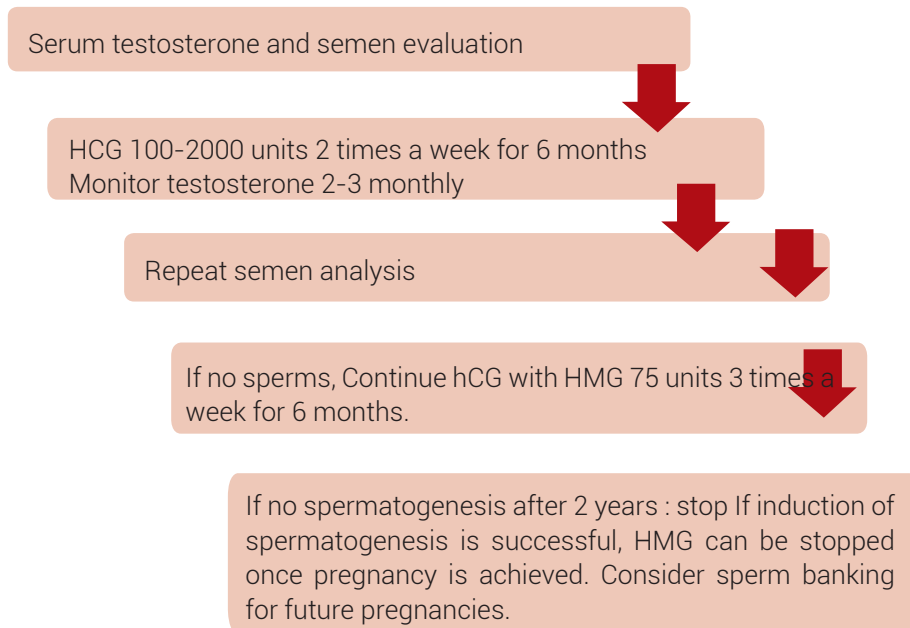 Serum testosterone and semen evaluation
HCG 100-2000 units 2 times a week for 6 months
Monitor testosterone 2-3 monthly
Repeat semen analysis
If no sperms, Continue hCG with HMG 75 units 3 times a
week for 6 months.
If no spermatogenesis after 2 years : stop If induction of
spermatogenesis is successful, HMG can be stopped
once pregnancy is achieved. Consider sperm banking
for future pregnancies.